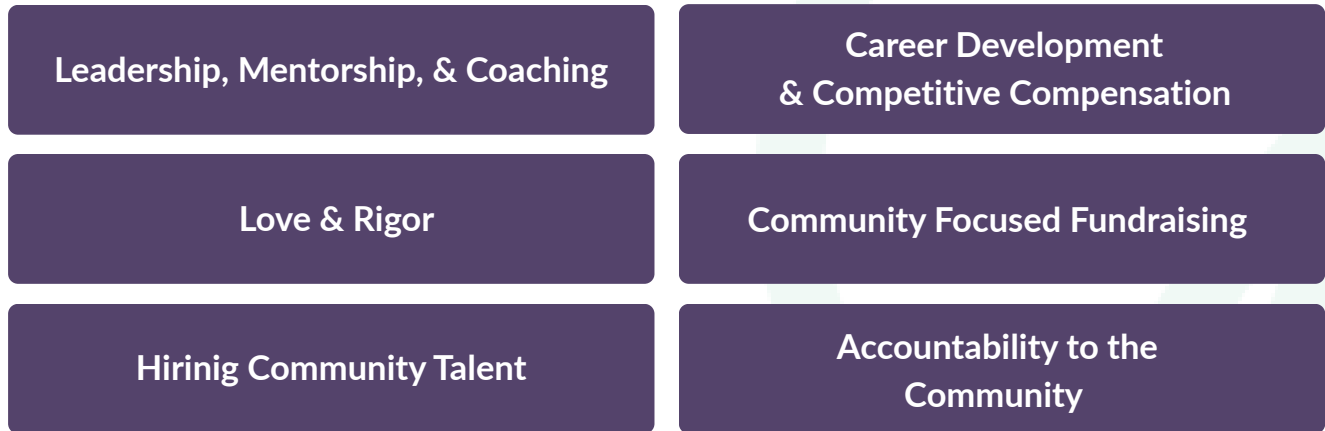 Leadership, Mentorship, & Coaching
Career Development
& Competitive Compensation
Love & Rigor
Community Focused Fundraising
Hirinig Community Talent
Accountability to the
Community